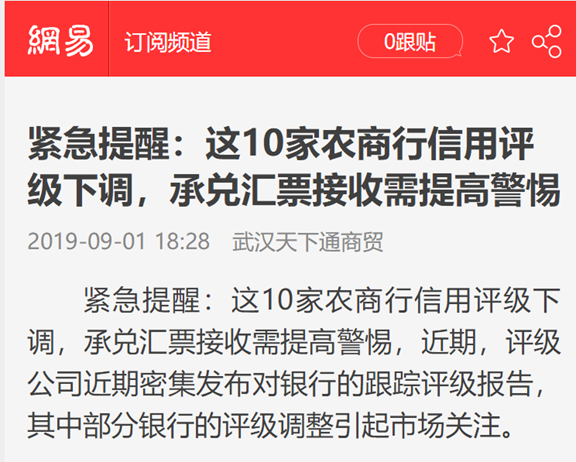 網易 订阅频道 0跟贴
紧急提醒：这10家农商行信用评
级下调，承兑汇票接收需提高警惕
2019-09-01 18:28 武汉天下通商贸
紧急提醒：这10家农商行信用评级下
调，承兑汇票接收需提高警惕，近期，评级
公司近期密集发布对银行的跟踪评级报告，
其中部分银行的评级调整引起市场关注。